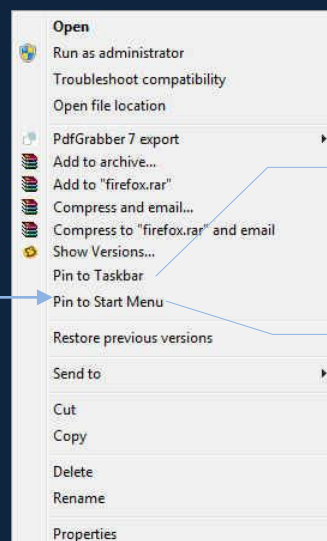 Open
Run as administrator
Troubleshoot compatibility
Open file location
PdfGrabber 7 export
Add to archive...
Add to "firefox.rar"
Compress and email...
Compress to "firefox.rar" and email
Show Versions...
Pin to Taskbar
Pin to Start Menu
Restore previous versions
Send to
Cut
Copy
Delete
Rename
Properties